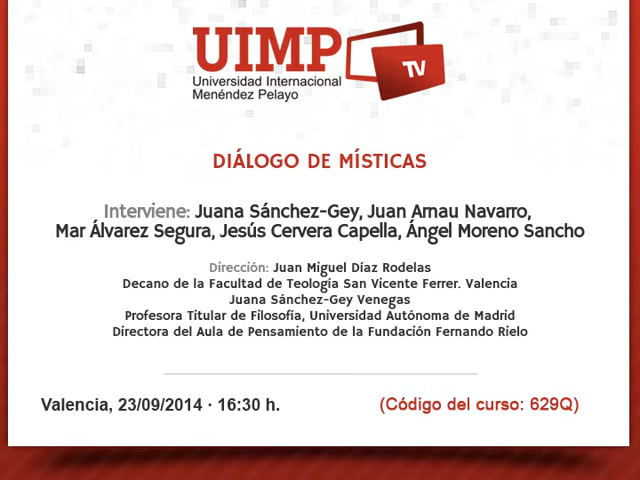 UIMP
TV
Universidad Internacional
Menéndez Pelayo
DIÁLOGO DE MÍSTICAS
Interviene: Juana Sánchez-Gey, Juan Arnau Navarro,
Mar Álvarez Segura, Jesús Cervera Capella, Ángel Moreno Sancho
Dirección: Juan Miguel Díaz Rodelas
Decano de la Facultad de Teología San Vicente Ferrer. Valencia
Juana Sánchez-Gey Venegas
Profesora Titular de Filosofía, Universidad Autónoma de Madrid
Directora del Aula de Pensamiento de la Fundación Fernando Rielo
Valencia, 23/09/2014 · 16:30 h.
(Código del curso: 629Q)